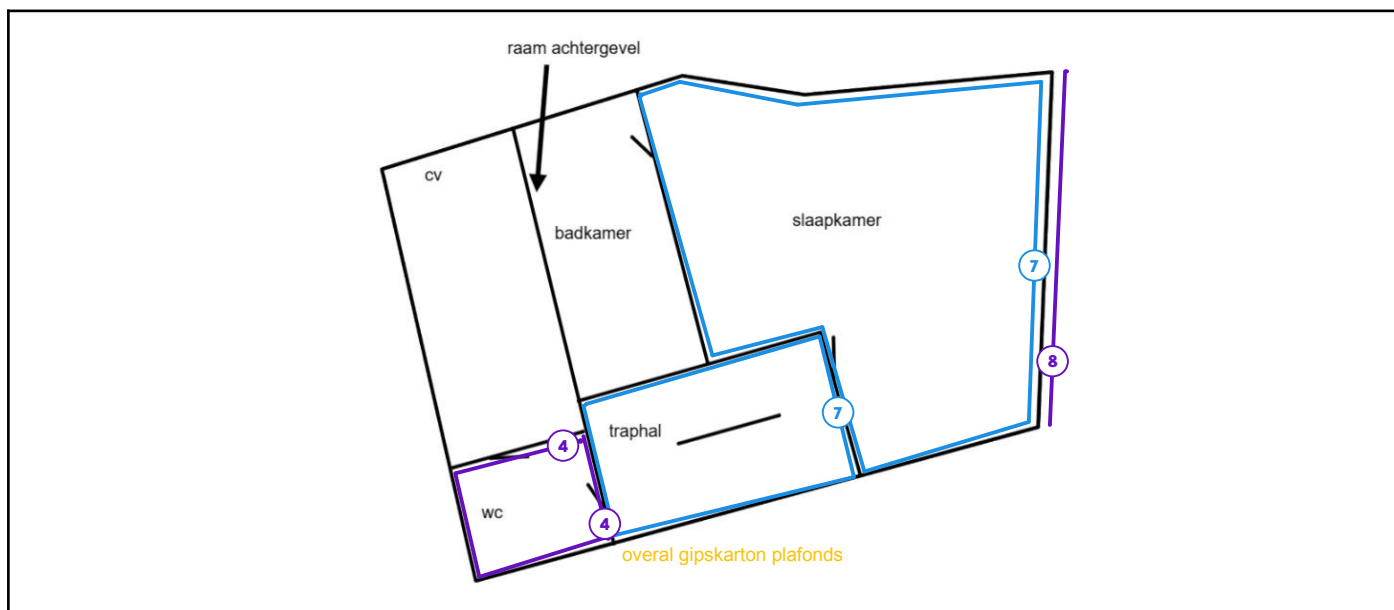 raam achtergevel
cv
badkamer
slaapkamer
7
8
7
traphal
4
wc
4
overal gipskarton plafonds